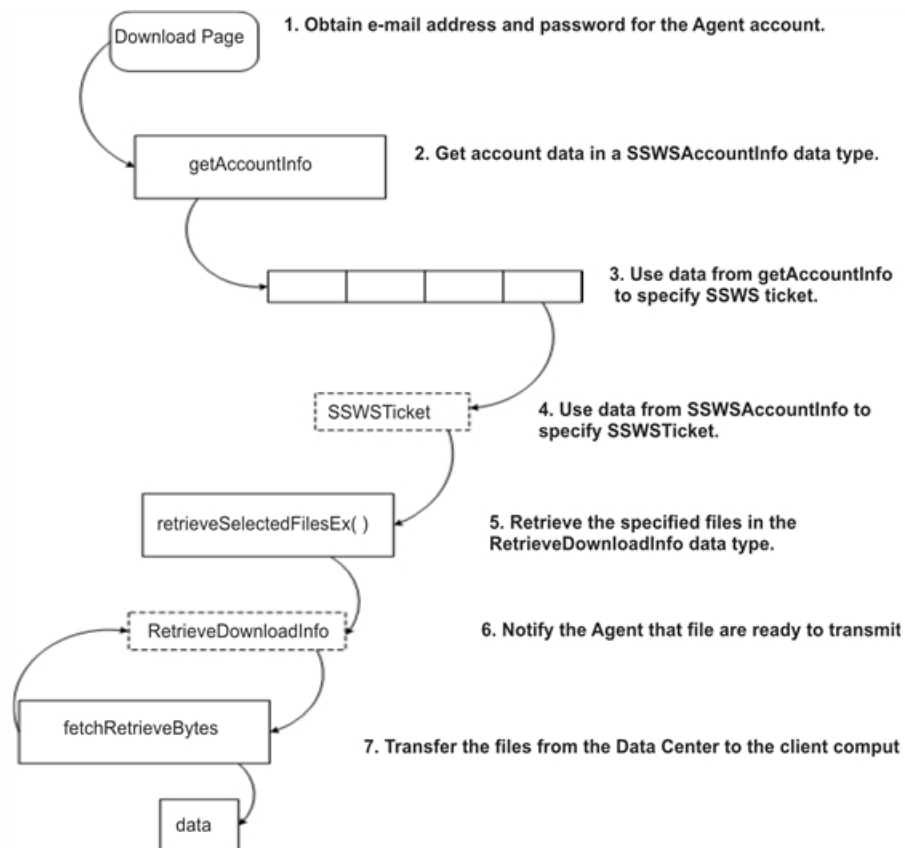 Download Page
1. Obtain e-mail address and password for the Agent account.
getAccountInfo
2. Get account data in a SSWSAccountInfo data type.
3. Use data from getAccountInfo
to specify SSWS ticket.
SSWSTicket
4. Use data from SSWSAccountInfo to
specify SSWSTicket.
retrieveSelectedFilesEx( )
5. Retrieve the specified files in the
RetrieveDownloadInfo data type.
RetrieveDownloadInfo
6. Notify the Agent that file are ready to transmit
fetchRetrieveBytes
7. Transfer the files from the Data Center to the client comput
data